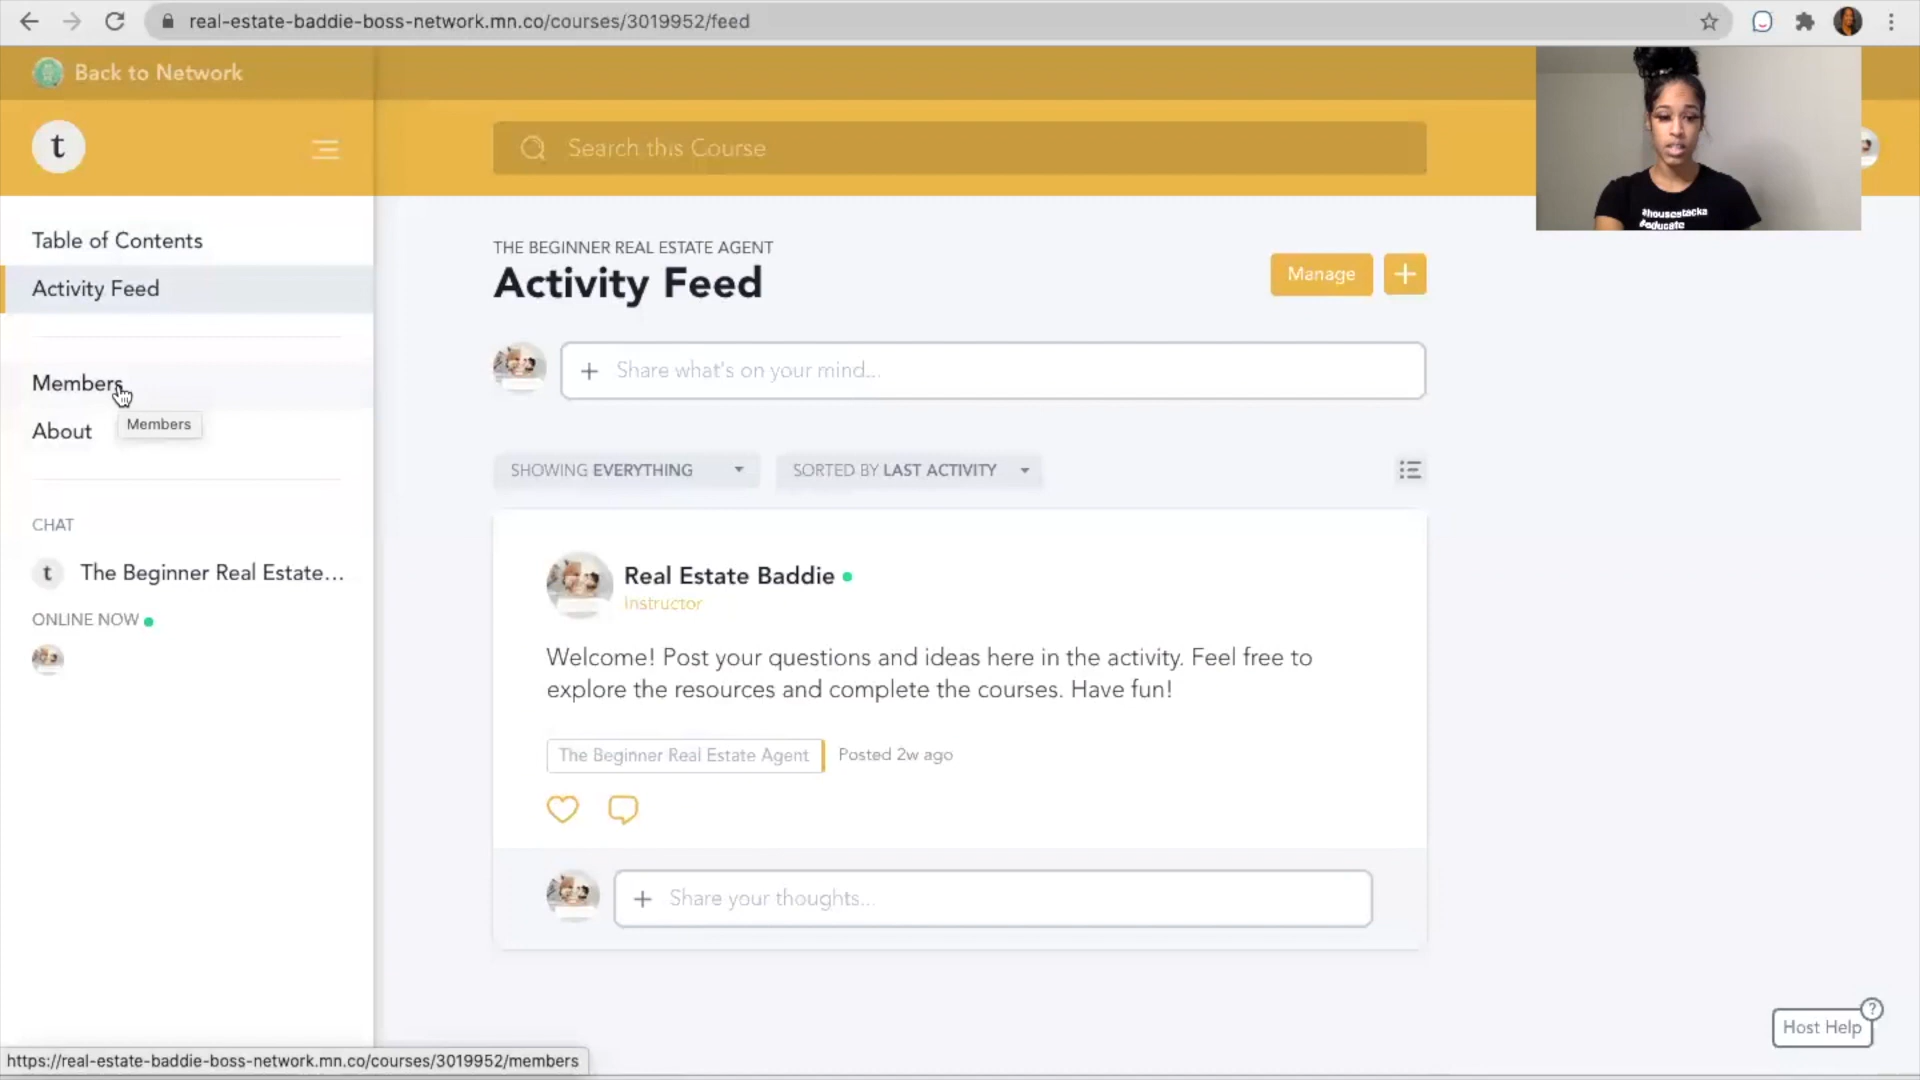 real-estate-baddie-boss-network.mn.co/courses/3019952/feed
Back to Network
t
Search this Course
#housestacka
#educate
Table of Contents
Activity Feed
Members
Members
About
CHAT
t The Beginner Real Estate...
ONLINE NOW
THE BEGINNER REAL ESTATE AGENT
Activity Feed
Manage +
+ Share what's on your mind...
SHOWING EVERYTHING SORTED BY LAST ACTIVITY
Real Estate Baddie
Instructor
Welcome! Post your questions and ideas here in the activity. Feel free to
explore the resources and complete the courses. Have fun!
The Beginner Real Estate Agent Posted 2w ago
+ Share your thoughts...
Host Help ?
https://real-estate-baddie-boss-network.mn.co/courses/3019952/members